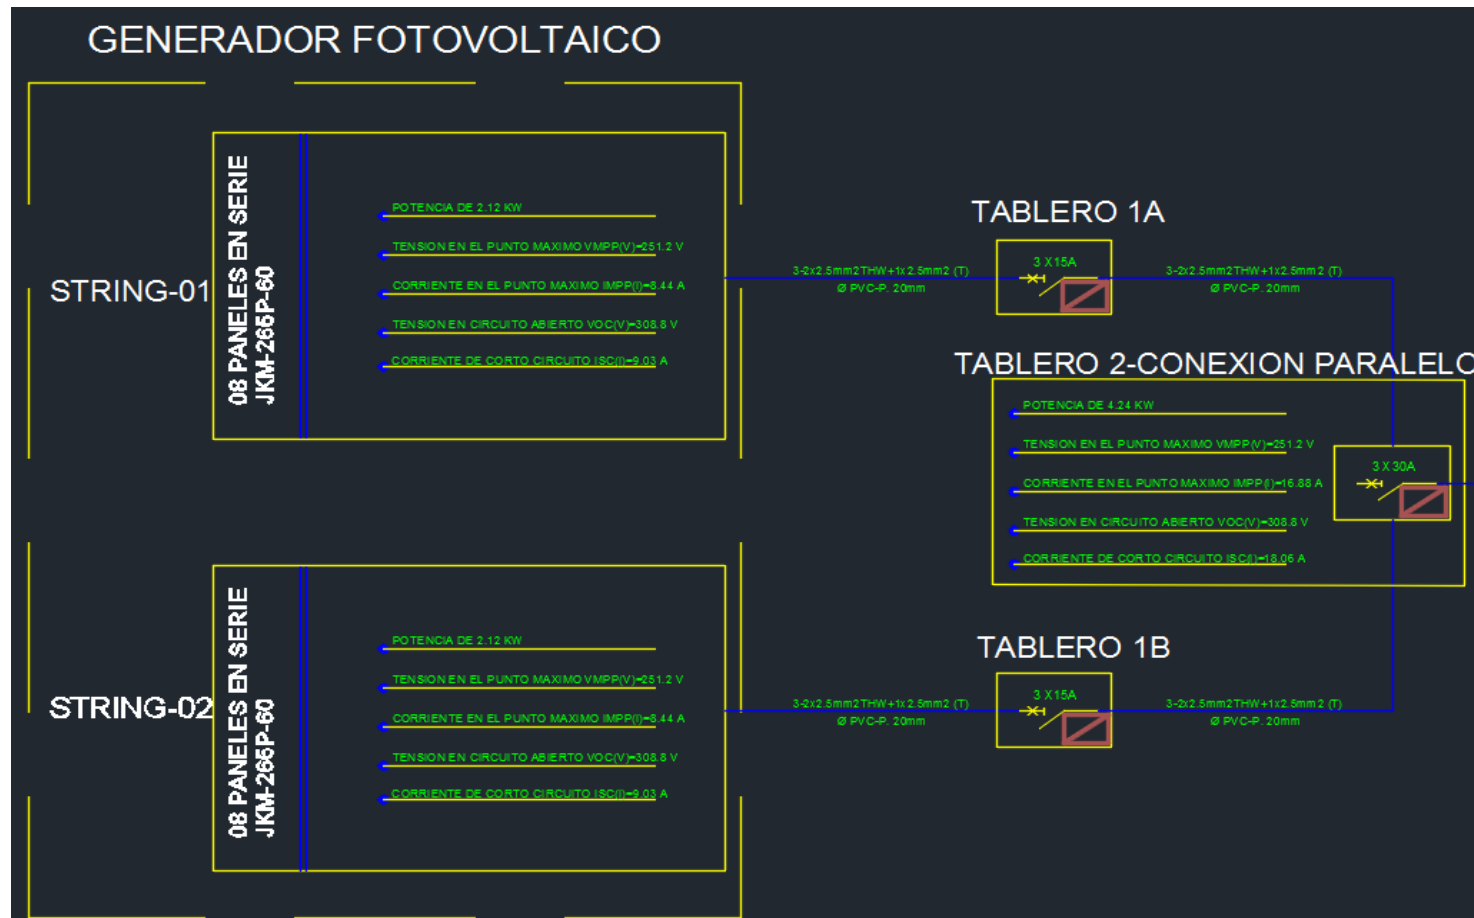 GENERADOR FOTOVOLTAICO
STRING-01
08 PANELES EN SERIE
JKM-265P-60
POTENCIA DE 2.12 KW
TENSION EN EL PUNTO MAXIMO VMPP(V)=251.2 V
CORRIENTE EN EL PUNTO MAXIMO IMPP(I)=8.44 A
TENSION EN CIRCUITO ABIERTO VOC(V)=308.8 V
CORRIENTE DE CORTO CIRCUITO ISC(I)=9.03 A
3-2x2.5mm2THW+1x2.5mm2 (T)
Ø PVC-P. 20mm
TABLERO 1A
3 X15A
3-2x2.5mm2THW+1x2.5mm2 (T)
Ø PVC-P. 20mm
TABLERO 2-CONEXION PARALELO
POTENCIA DE 4.24 KW
TENSION EN EL PUNTO MAXIMO VMPP(V)=251.2 V
CORRIENTE EN EL PUNTO MAXIMO IMPP(I)=16.88 A
TENSION EN CIRCUITO ABIERTO VOC(V)=308.8 V
CORRIENTE DE CORTO CIRCUITO ISC(I)=18.06 A
3 X 30A
STRING-02
08 PANELES EN SERIE
JKM-265P-60
POTENCIA DE 2.12 KW
TENSION EN EL PUNTO MAXIMO VMPP(V)=251.2 V
CORRIENTE EN EL PUNTO MAXIMO IMPP(I)=8.44 A
TENSION EN CIRCUITO ABIERTO VOC(V)=308.8 V
CORRIENTE DE CORTO CIRCUITO ISC(I)=9.03 A
3-2x2.5mm2THW+1x2.5mm2 (T)
Ø PVC-P. 20mm
TABLERO 1B
3 X15A
3-2x2.5mm2THW+1x2.5mm2 (T)
Ø PVC-P. 20mm